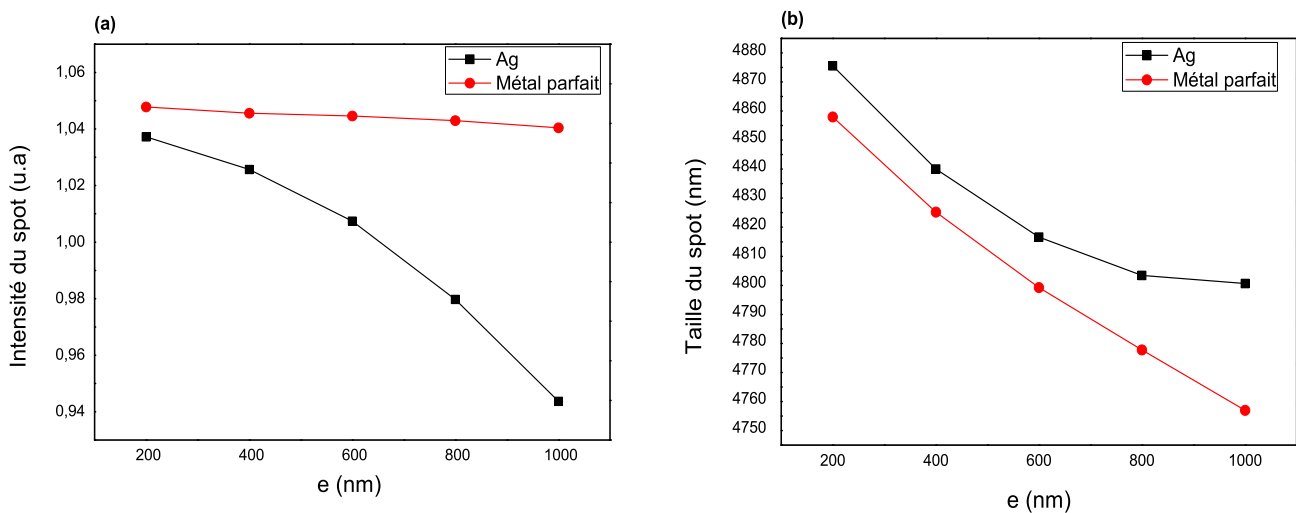 (a)
1,06
1,04
1,02
1,00
0,98
0,96
0,94
Intensité du spot (u.a)
200 400 600 800 1000
e (nm)
Ag
Métal parfait
(b)
4880
4870
4860
4850
4840
4830
4820
4810
4800
4790
4780
4770
4760
4750
Taille du spot (nm)
200 400 600 800 1000
e (nm)
Ag
Métal parfait